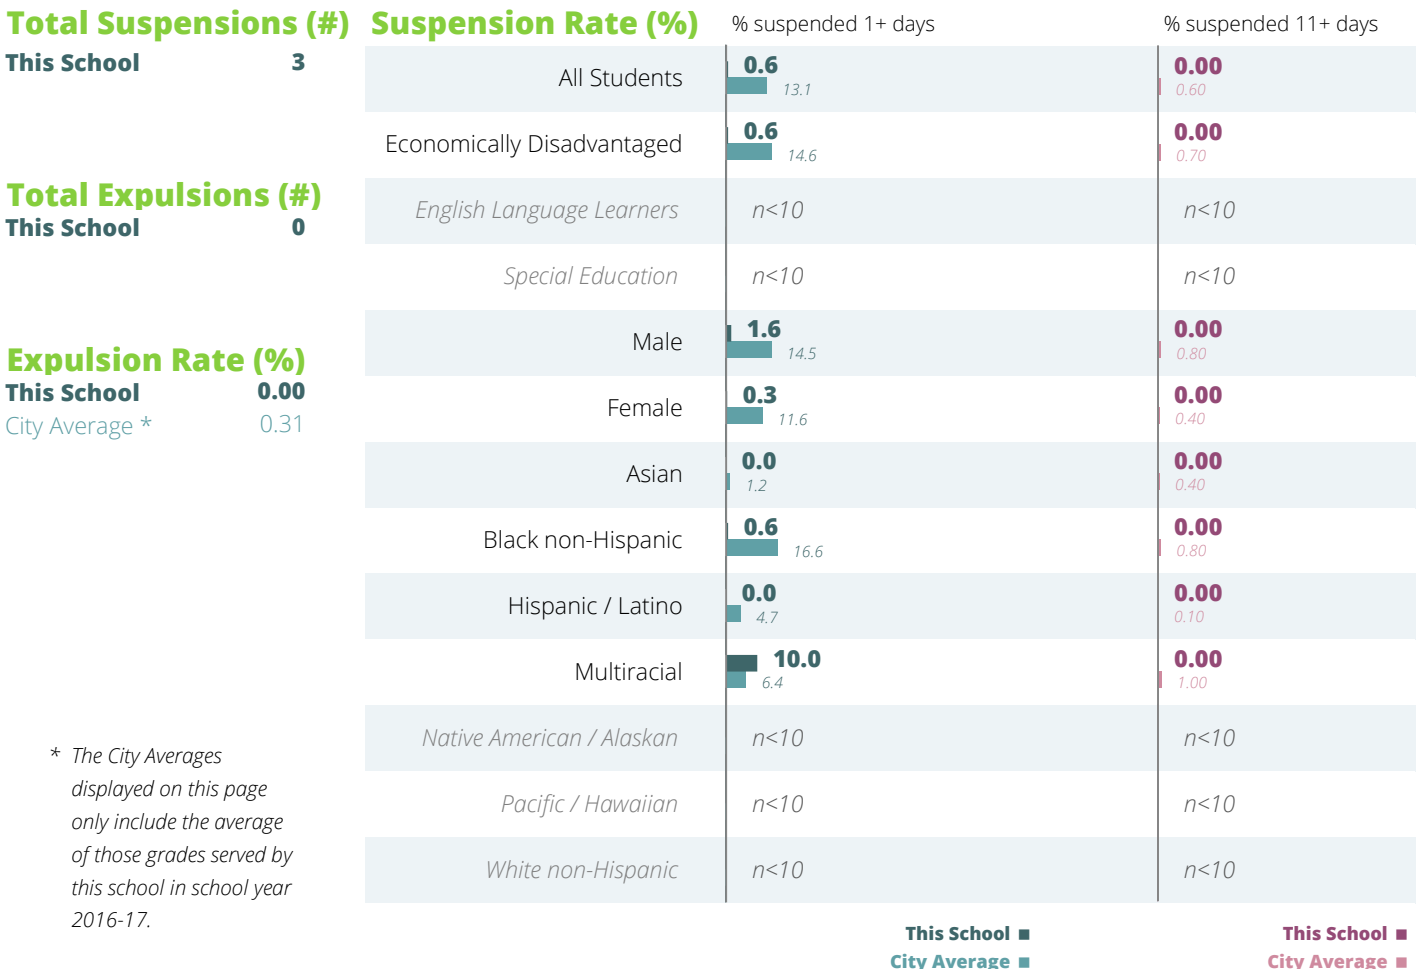 Total Suspensions (#)
This School 3
Total Expulsions (#)
This School 0
Expulsion Rate (%)
This School 0.00
City Average * 0.31
* The City Averages
displayed on this page
only include the average
of those grades served by
this school in school year
2016-17.
Suspension Rate (%) % suspended 1+ days % suspended 11+ days
All Students 0.6 13.1 0.00 0.60
Economically Disadvantaged 0.6 14.6 0.00 0.70
English Language Learners n<10 n<10
Special Education n<10 n<10
Male 1.6 14.5 0.00 0.80
Female 0.3 11.6 0.00 0.40
Asian 0.0 1.2 0.00 0.40
Black non-Hispanic 0.6 16.6 0.00 0.80
Hispanic / Latino 0.0 4.7 0.00 0.10
Multiracial 10.0 6.4 0.00 1.00
Native American / Alaskan n<10 n<10
Pacific / Hawaiian n<10 n<10
White non-Hispanic n<10 n<10
This School This School
City Average City Average